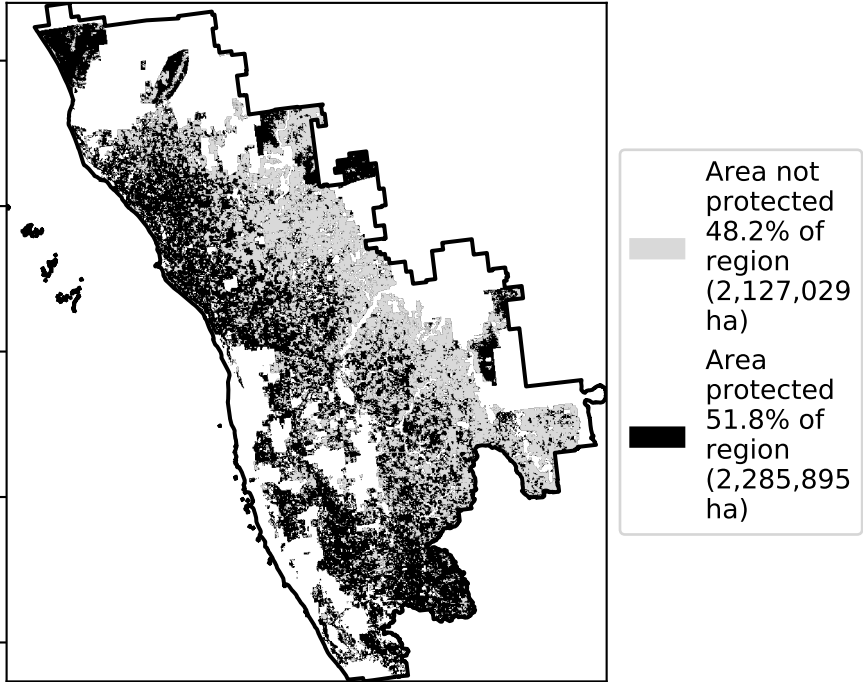 Area not
protected
48.2% of
region
(2,127,029
ha)
Area
protected
51.8% of
region
(2,285,895
ha)